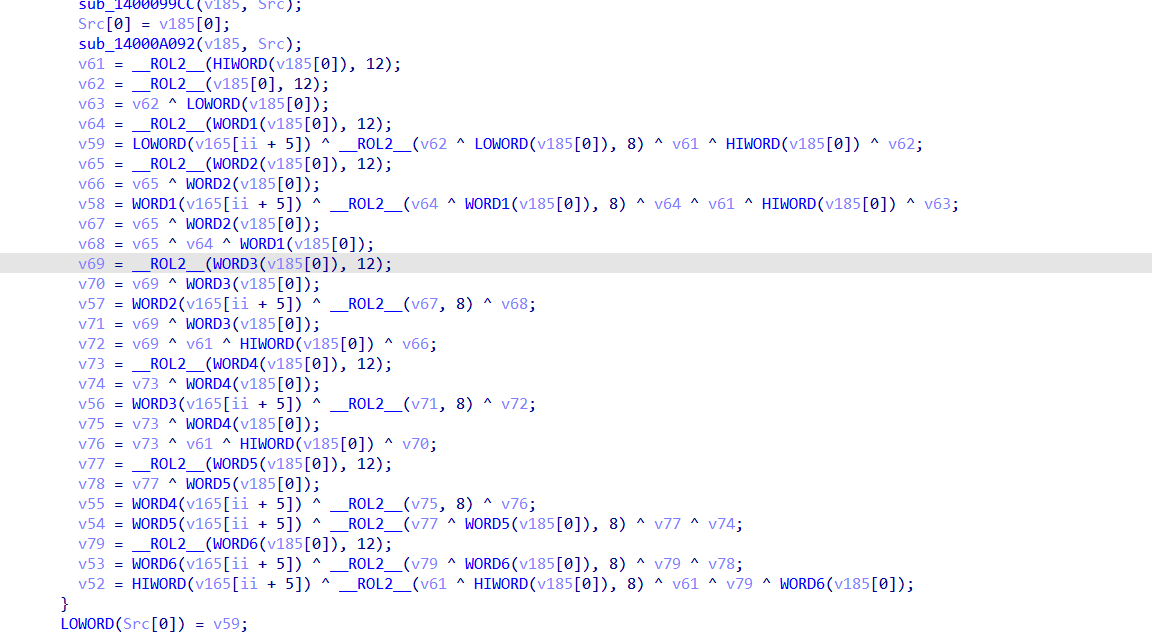 sub_1400099CC(v185, Src);
Src[0] = v185[0];
sub_14000A092(v185, Src);
v61 = __ROL2__(HIWORD(v185[0]), 12);
v62 = __ROL2__(v185[0], 12);
v63 = v62 ^ LOWORD(v185[0]);
v64 = __ROL2__(WORD1(v185[0]), 12);
v59 = LOWORD(v165[ii + 5]) ^ __ROL2__(v62 ^ LOWORD(v185[0]), 8) ^ v61 ^ HIWORD(v185[0]) ^ v62;
v65 = __ROL2__(WORD2(v185[0]), 12);
v66 = v65 ^ WORD2(v185[0]);
v58 = WORD1(v165[ii + 5]) ^ __ROL2__(v64 ^ WORD1(v185[0]), 8) ^ v64 ^ v61 ^ HIWORD(v185[0]) ^ v63;
v67 = v65 ^ WORD2(v185[0]);
v68 = v65 ^ v64 ^ WORD1(v185[0]);
v69 = __ROL2__(WORD3(v185[0]), 12);
v70 = v69 ^ WORD3(v185[0]);
v57 = WORD2(v165[ii + 5]) ^ __ROL2__(v67, 8) ^ v68;
v71 = v69 ^ WORD3(v185[0]);
v72 = v69 ^ v61 ^ HIWORD(v185[0]) ^ v66;
v73 = __ROL2__(WORD4(v185[0]), 12);
v74 = v73 ^ WORD4(v185[0]);
v56 = WORD3(v165[ii + 5]) ^ __ROL2__(v71, 8) ^ v72;
v75 = v73 ^ WORD4(v185[0]);
v76 = v73 ^ v61 ^ HIWORD(v185[0]) ^ v70;
v77 = __ROL2__(WORD5(v185[0]), 12);
v78 = v77 ^ WORD5(v185[0]);
v55 = WORD4(v165[ii + 5]) ^ __ROL2__(v75, 8) ^ v76;
v54 = WORD5(v165[ii + 5]) ^ __ROL2__(v77 ^ WORD5(v185[0]), 8) ^ v77 ^ v74;
v79 = __ROL2__(WORD6(v185[0]), 12);
v53 = WORD6(v165[ii + 5]) ^ __ROL2__(v79 ^ WORD6(v185[0]), 8) ^ v79 ^ v78;
v52 = HIWORD(v165[ii + 5]) ^ __ROL2__(v61 ^ HIWORD(v185[0]), 8) ^ v61 ^ v79 ^ WORD6(v185[0]);
}
LOWORD(Src[0]) = v59;